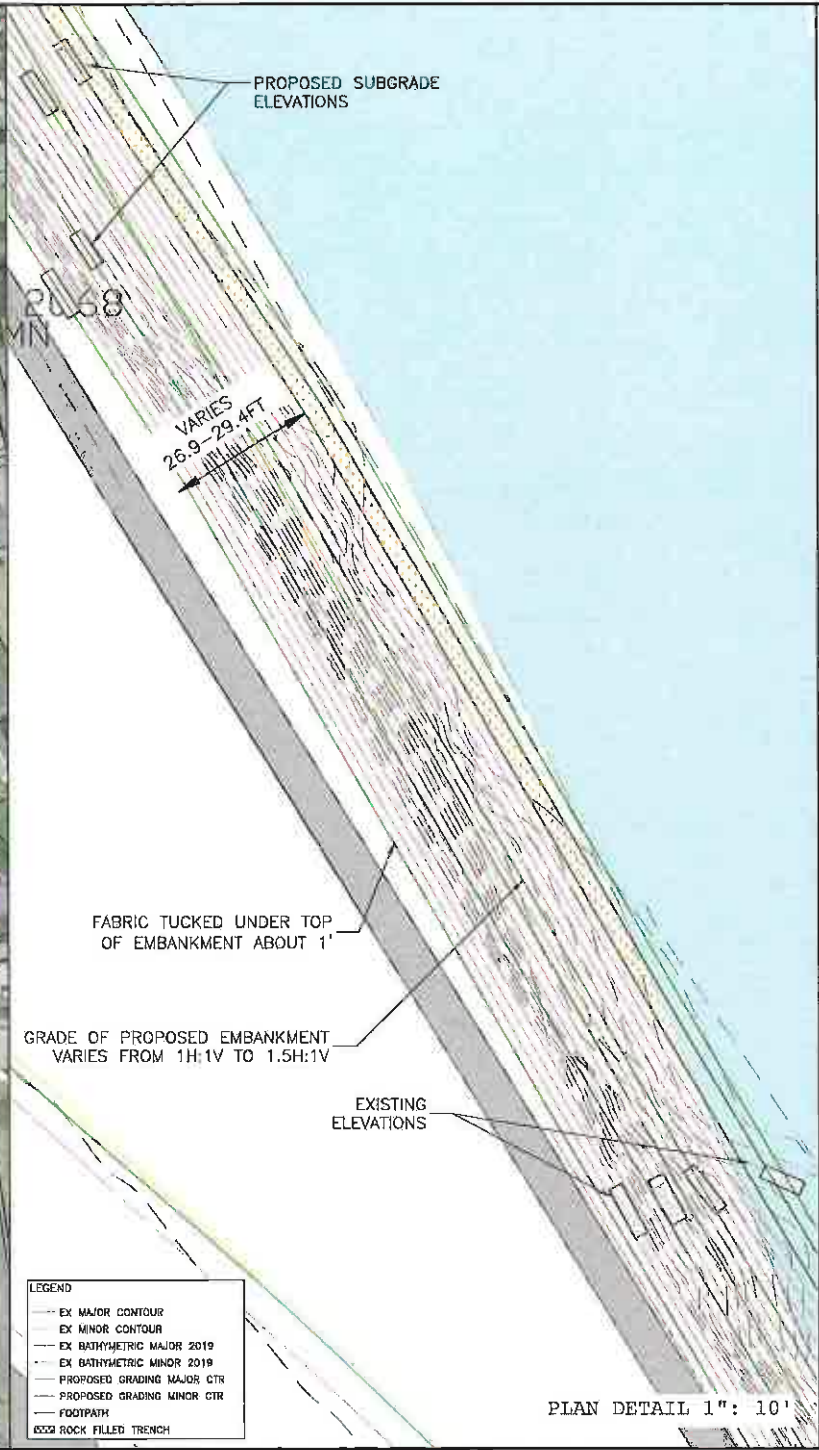 PROPOSED SUBGRADE
ELEVATIONS
MN
VARIES
26.9-29.4FT
FABRIC TUCKED UNDER TOP
OF EMBANKMENT ABOUT 1'
GRADE OF PROPOSED EMBANKMENT
VARIES FROM 1H:1V TO 1.5H:1V
EXISTING
ELEVATIONS
LEGEND
EX MAJOR CONTOUR
EX MINOR CONTOUR
EX BATHYMETRIC MAJOR 2019
EX BATHYMETRIC MINOR 2019
PROPOSED GRADING MAJOR CTR
PROPOSED GRADING MINOR CTR
FOOTPATH
ROCK FILLED TRENCH
PLAN DETAIL 1": 10'